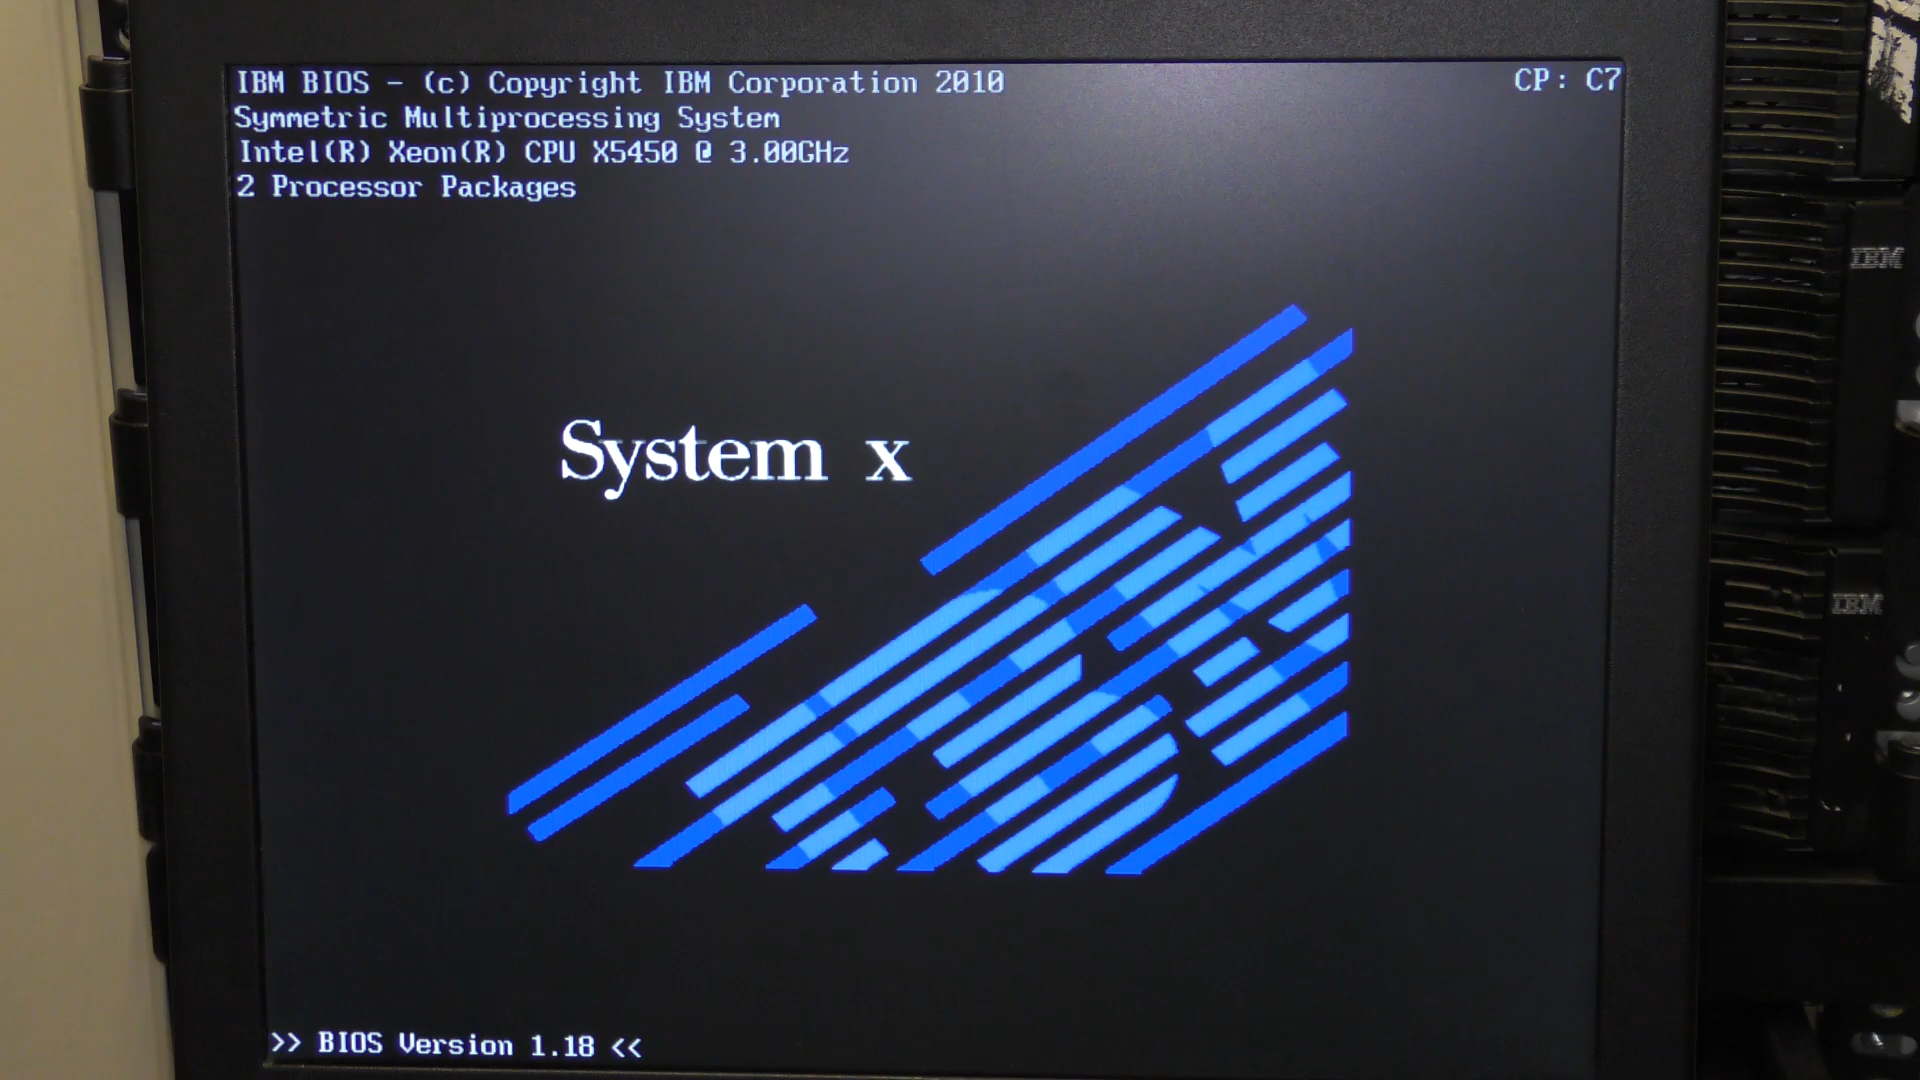 IBM BIOS - (c) Copyright IBM Corporation 2010
CP: C7
Symmetric Multiprocessing System
Intel(R) Xeon(R) CPU X5450 @ 3.00GHz
2 Processor Packages
IBM
System x
IBM
IBM
>> BIOS Version 1.18 <<